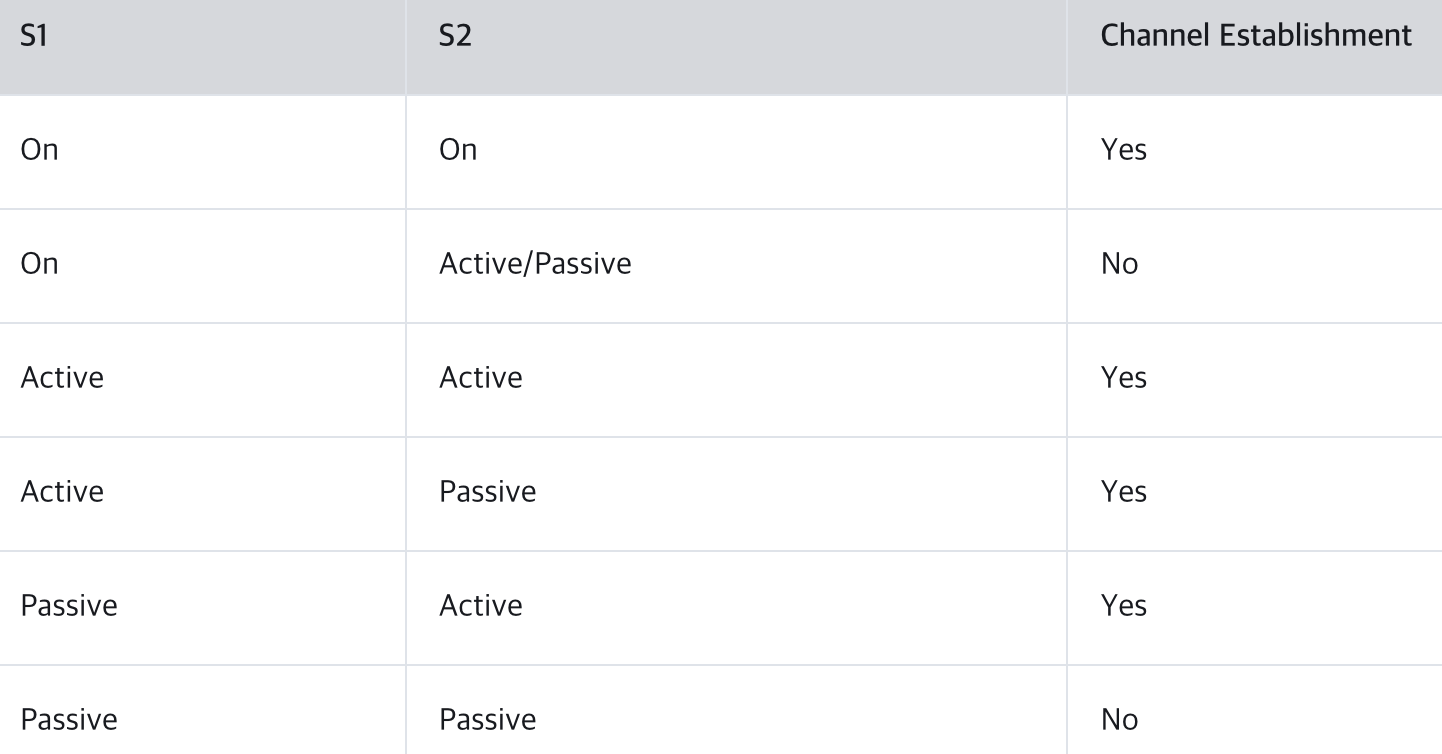 S1 S2 Channel Establishment
On On Yes
On Active/Passive No
Active Active Yes
Active Passive Yes
Passive Active Yes
Passive Passive No